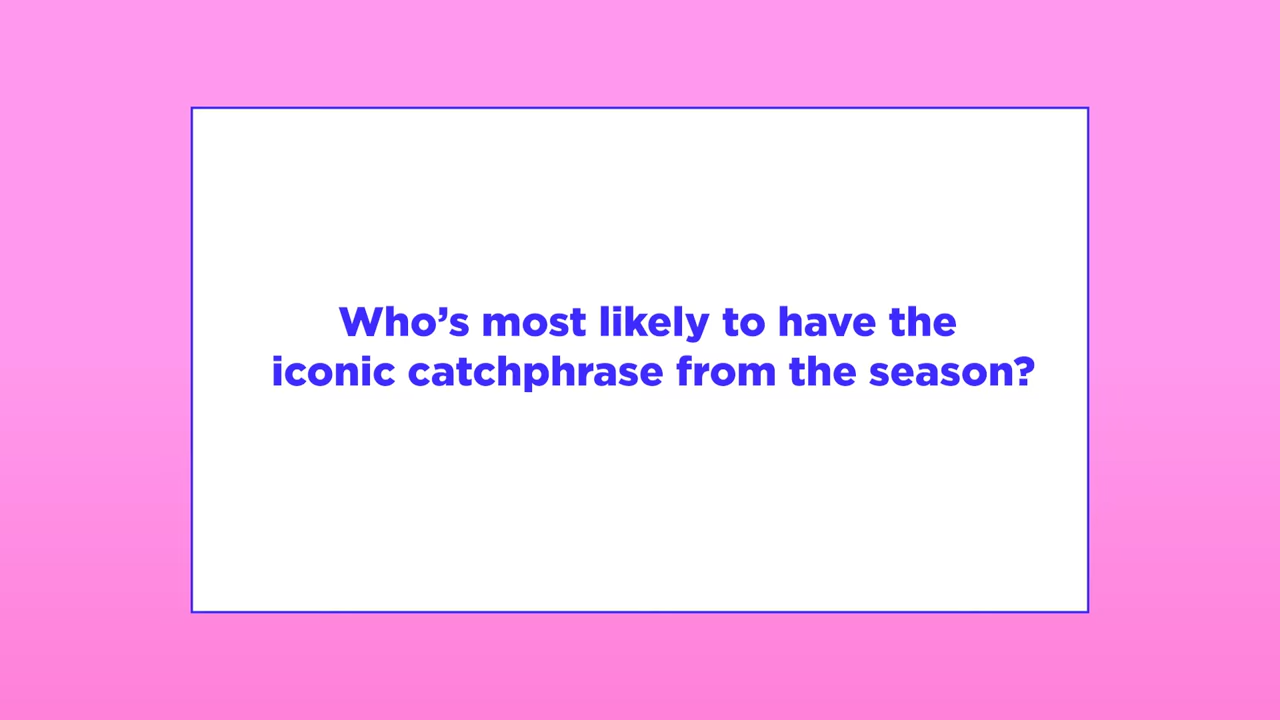 Who’s most likely to have the
iconic catchphrase from the season?